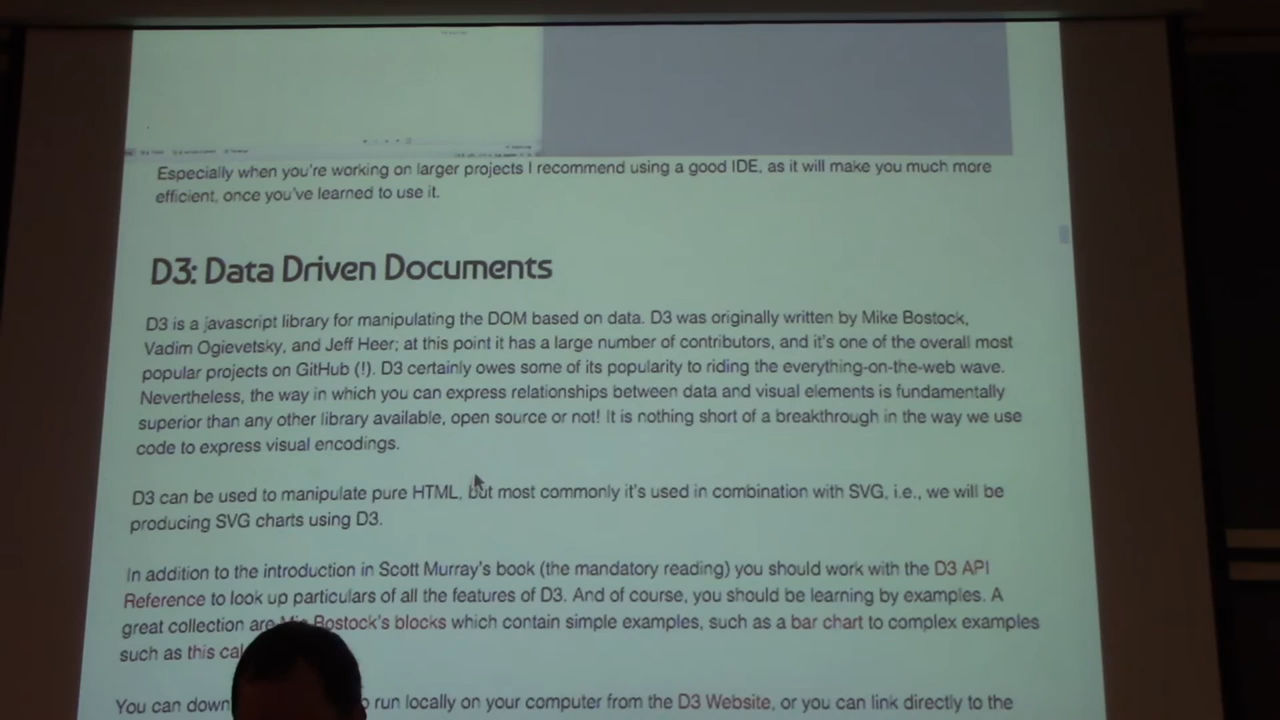 Especially when you're working on larger projects I recommend using a good IDE, as it will make you much more
efficient, once you've learned to use it.
D3: Data Driven Documents
D3 is a javascript library for manipulating the DOM based on data. D3 was originally written by Mike Bostock,
Vadim Ogievetsky, and Jeff Heer; at this point it has a large number of contributors, and it's one of the overall most
popular projects on GitHub (!). D3 certainly owes some of its popularity to riding the everything-on-the-web wave.
Nevertheless, the way in which you can express relationships between data and visual elements is fundamentally
superior than any other library available, open source or not! It is nothing short of a breakthrough in the way we use
code to express visual encodings.
D3 can be used to manipulate pure HTML, but most commonly it's used in combination with SVG, i.e., we will be
producing SVG charts using D3.
In addition to the introduction in Scott Murray's book (the mandatory reading) you should work with the D3 API
Reference to look up particulars of all the features of D3. And of course, you should be learning by examples. A
great collection are Bostock's blocks which contain simple examples, such as a bar chart to complex examples
such as this
You can run locally on your computer from the D3 Website, or you can link directly to the